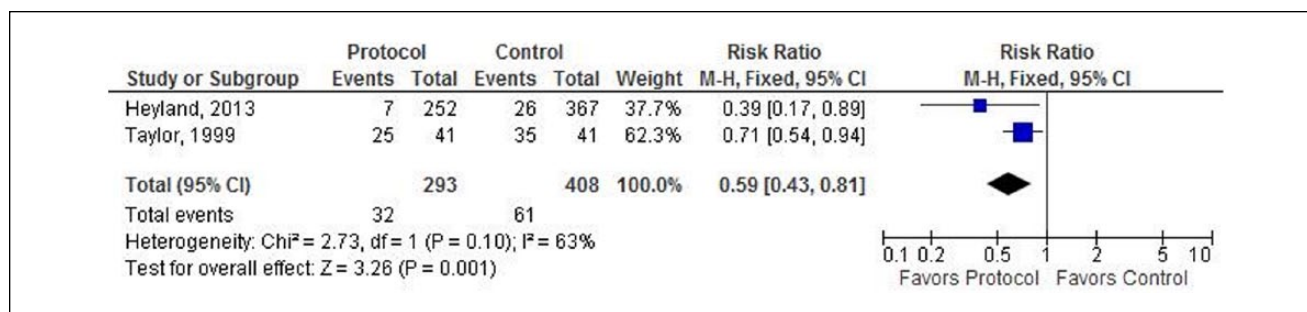 Protocol Control Risk Ratio Risk Ratio
Study or Subgroup Events Total Events Total Weight M-H, Fixed, 95% CI M-H, Fixed, 95% CI
Heyland, 2013 7 252 26 367 37.7% 0.39 [0.17, 0.89]
Taylor, 1999 25 41 35 41 62.3% 0.71 [0.54, 0.94]
Total (95% CI) 293 408 100.0% 0.59 [0.43, 0.81]
Total events 32 61
Heterogeneity: Chi² = 2.73, df = 1 (P = 0.10); I² = 63%
Test for overall effect: Z = 3.26 (P = 0.001)
0.1 0.2 0.5 1 2 5 10
Favors Protocol Favors Control